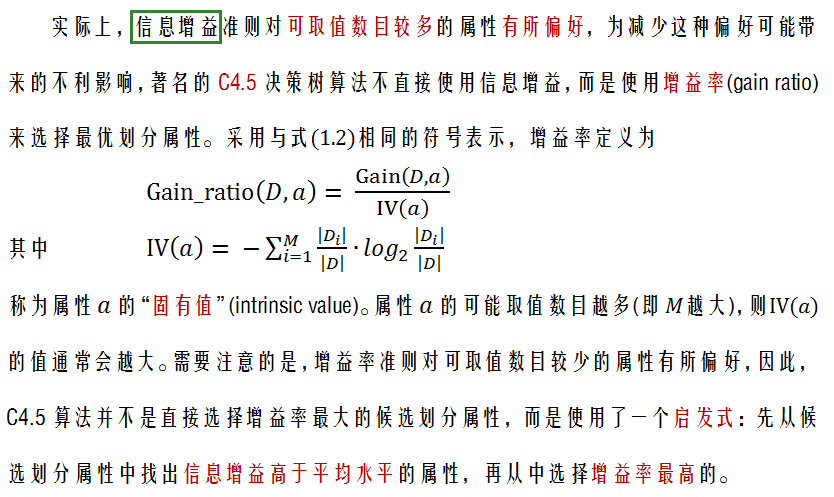 实际上，信息增益准则对可取值数目较多的属性有所偏好，为减少这种偏好可能带
来的不利影响，著名的 C4.5 决策树算法不直接使用信息增益，而是使用增益率(gain ratio)
来选择最优划分属性。采用与式(1.2)相同的符号表示，增益率定义为
Gain_ratio(D, a) = Gain(D,a) / IV(a)
其中 IV(a) = −∑_{i=1}^{M} |D_i|/|D| · log_2 |D_i|/|D|
称为属性 a 的“固有值”(intrinsic value)。属性 a 的可能取值数目越多(即 M 越大)，则IV(a)
的值通常会越大。需要注意的是，增益率准则对可取值数目较少的属性有所偏好，因此，
C4.5 算法并不是直接选择增益率最大的候选划分属性，而是使用了一个启发式：先从候
选划分属性中找出信息增益高于平均水平的属性，再从中选择增益率最高的。